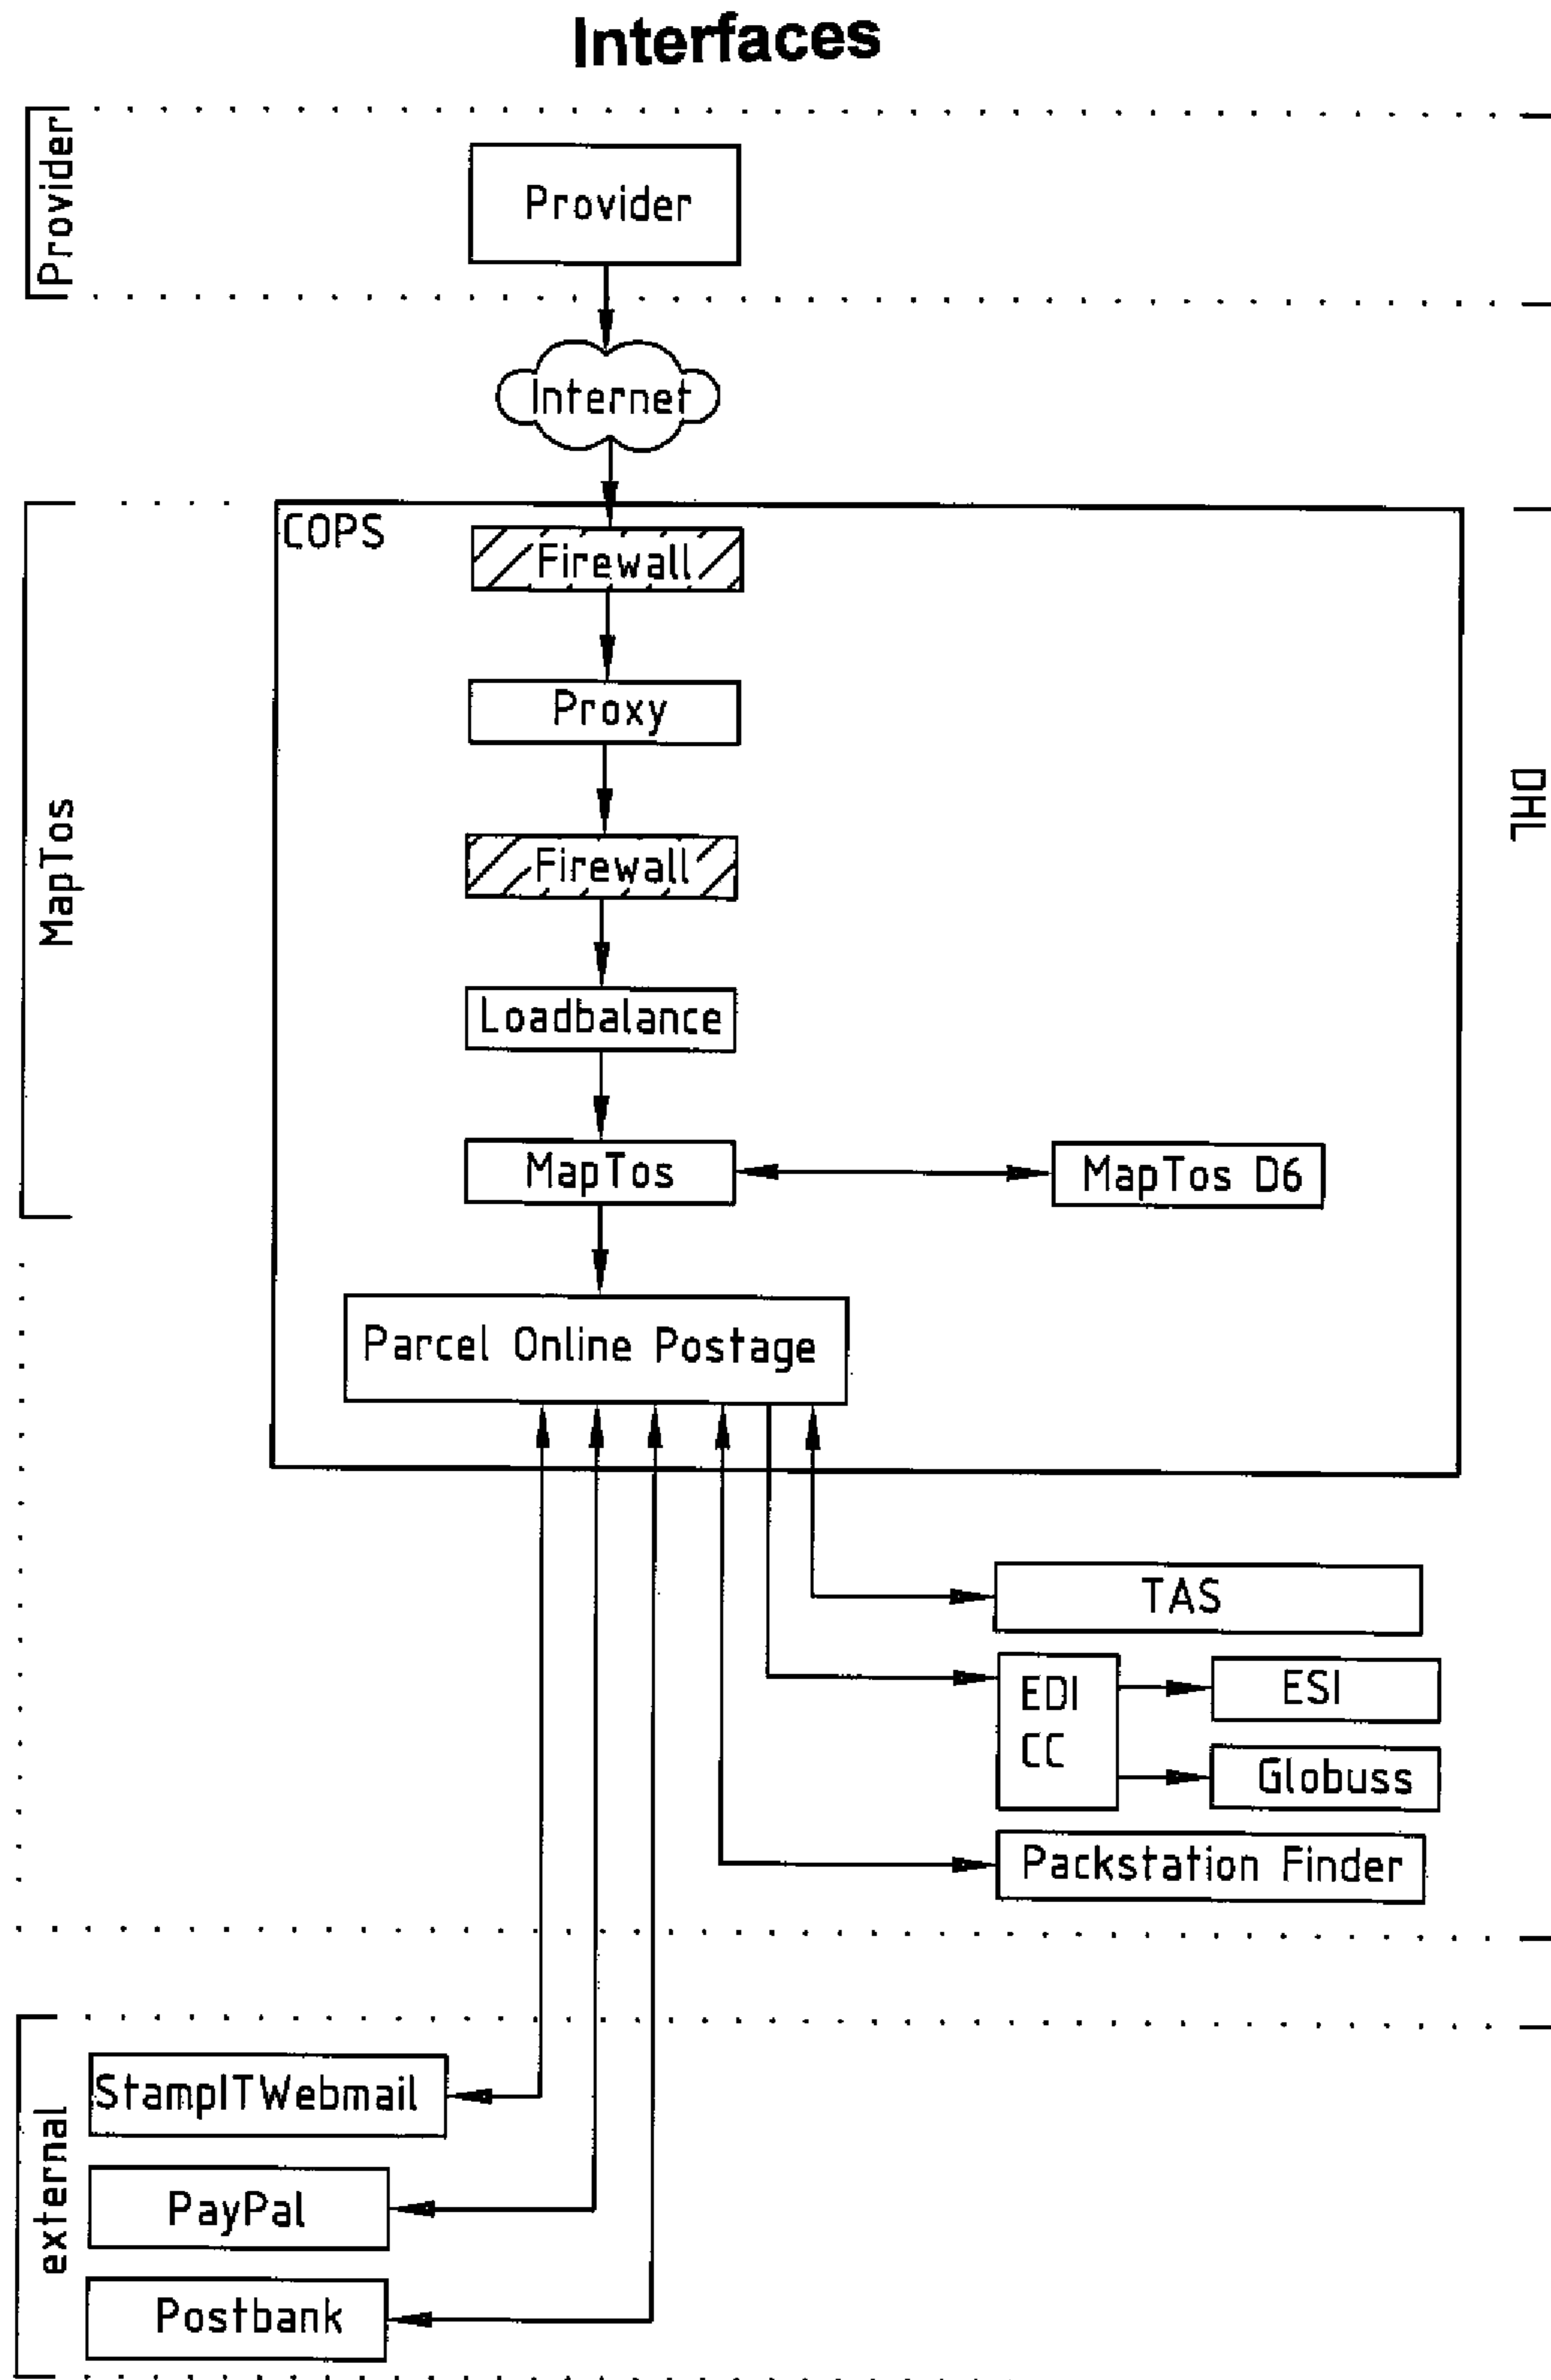 Interfaces
Provider
Provider
Internet
COPS
Firewall
Proxy
DHL
MapTos
Firewall
Loadbalance
MapTos
MapTos D6
Parcel Online Postage
TAS
EDI
CC
ESI
Globuss
Packstation Finder
external
StampITWebmail
PayPal
Postbank